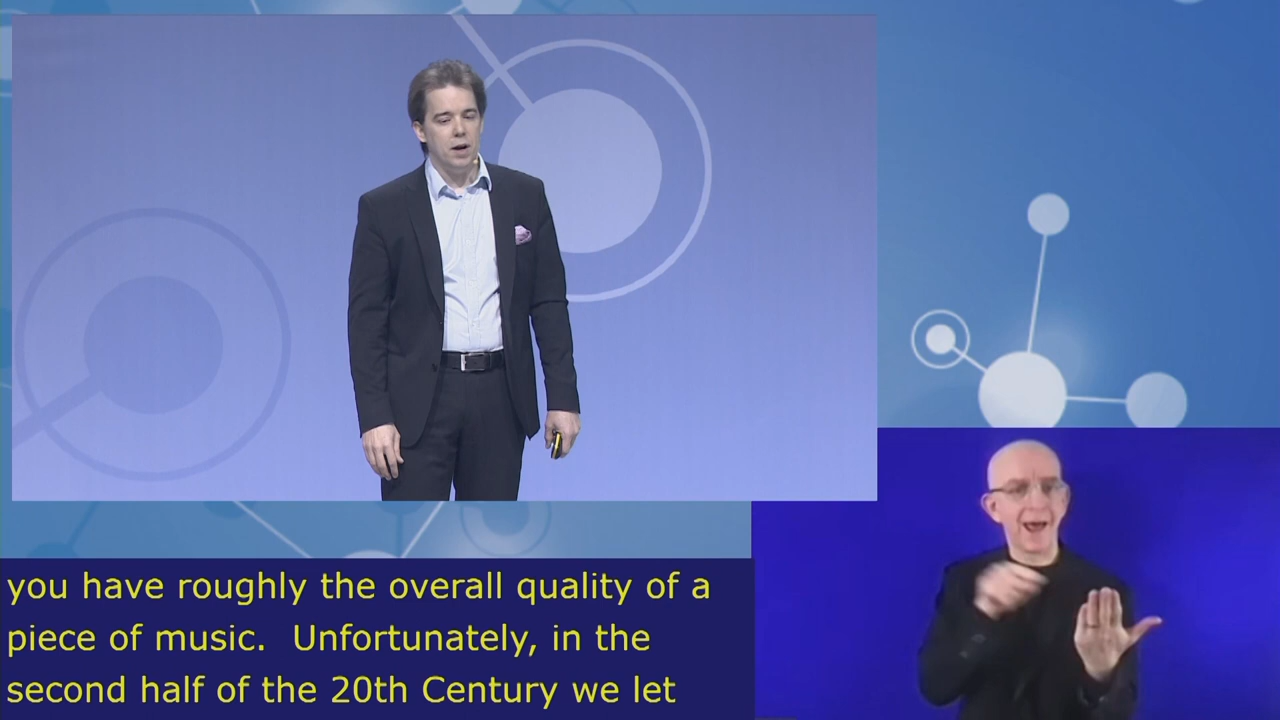 you have roughly the overall quality of a
piece of music.  Unfortunately, in the
second half of the 20th Century we let